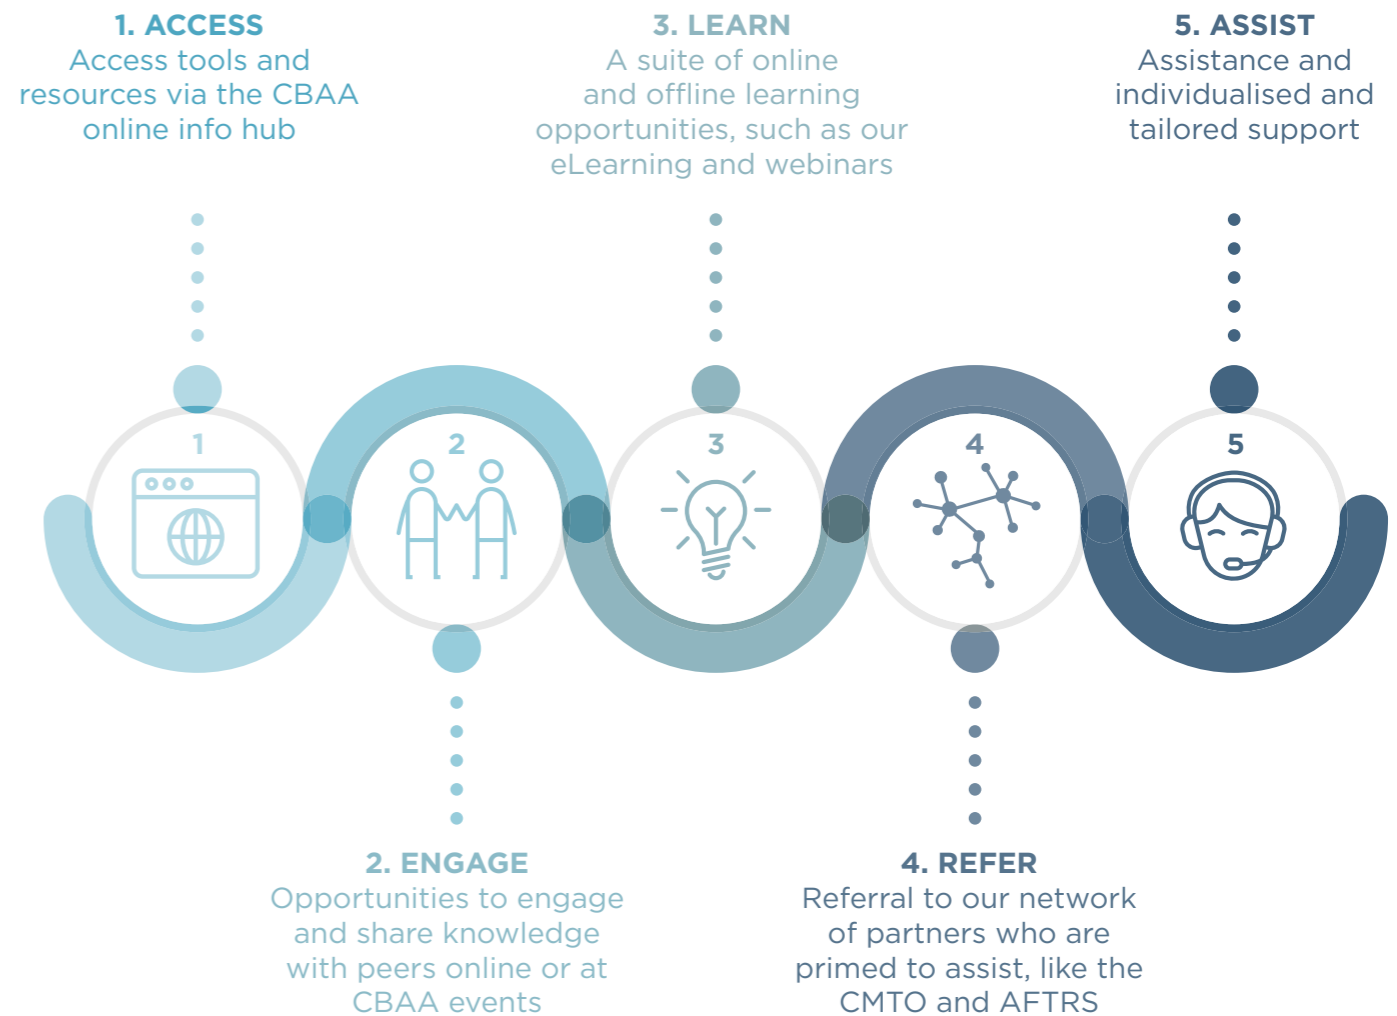 1. ACCESS
Access tools and
resources via the CBAA
online info hub
3. LEARN
A suite of online
and offline learning
opportunities, such as our
eLearning and webinars
5. ASSIST
Assistance and
individualised and
tailored support
1
2
3
4
5
2. ENGAGE
Opportunities to engage
and share knowledge
with peers online or at
CBAA events
4. REFER
Referral to our network
of partners who are
primed to assist, like the
CMTO and AFTRS